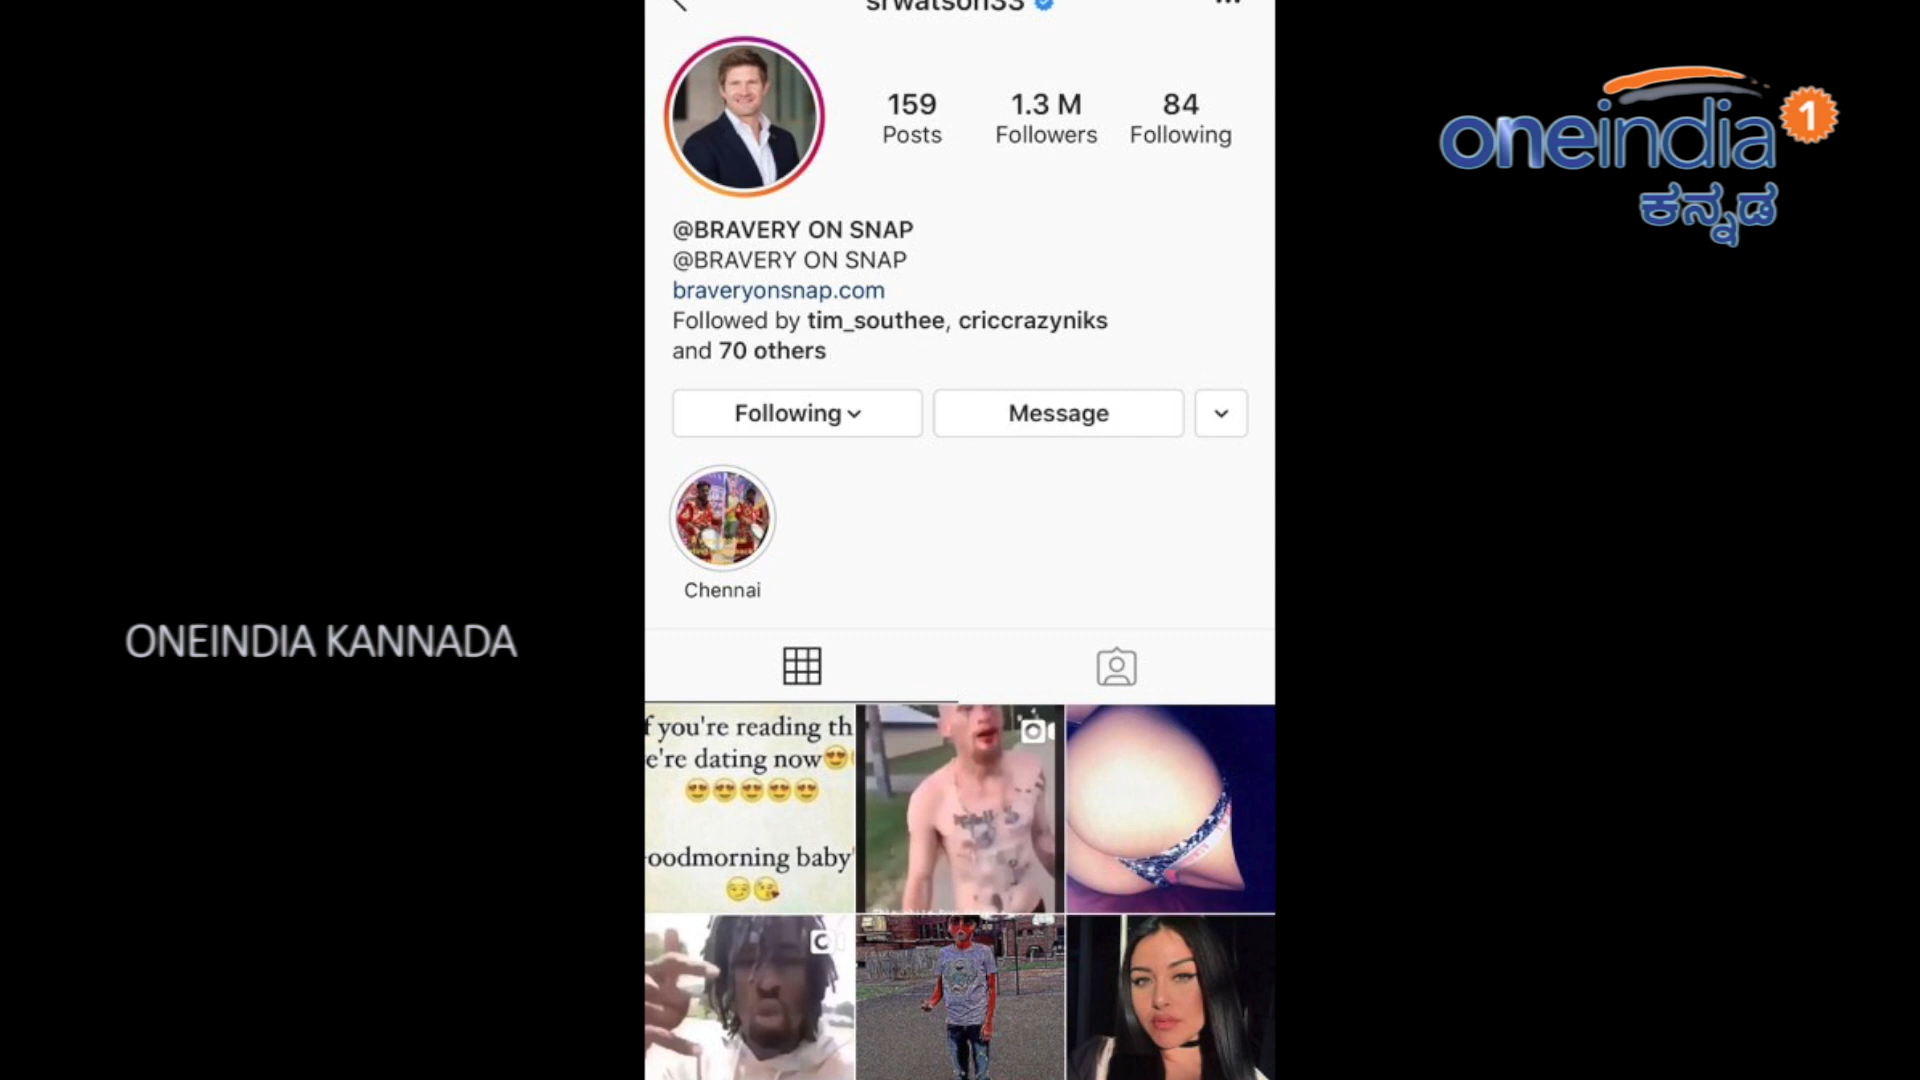 srwatson33
159 Posts
1.3 M Followers
84 Following
@BRAVERY ON SNAP
@BRAVERY ON SNAP
braveryonsnap.com
Followed by tim_southee, criccrazyniks
and 70 others
Following
Message
Chennai
f you're reading th
e're dating now😍
😍😍😍😍😍
oodmorning baby
😏😘
oneindia 1
ಕನ್ನಡ
ONEINDIA KANNADA